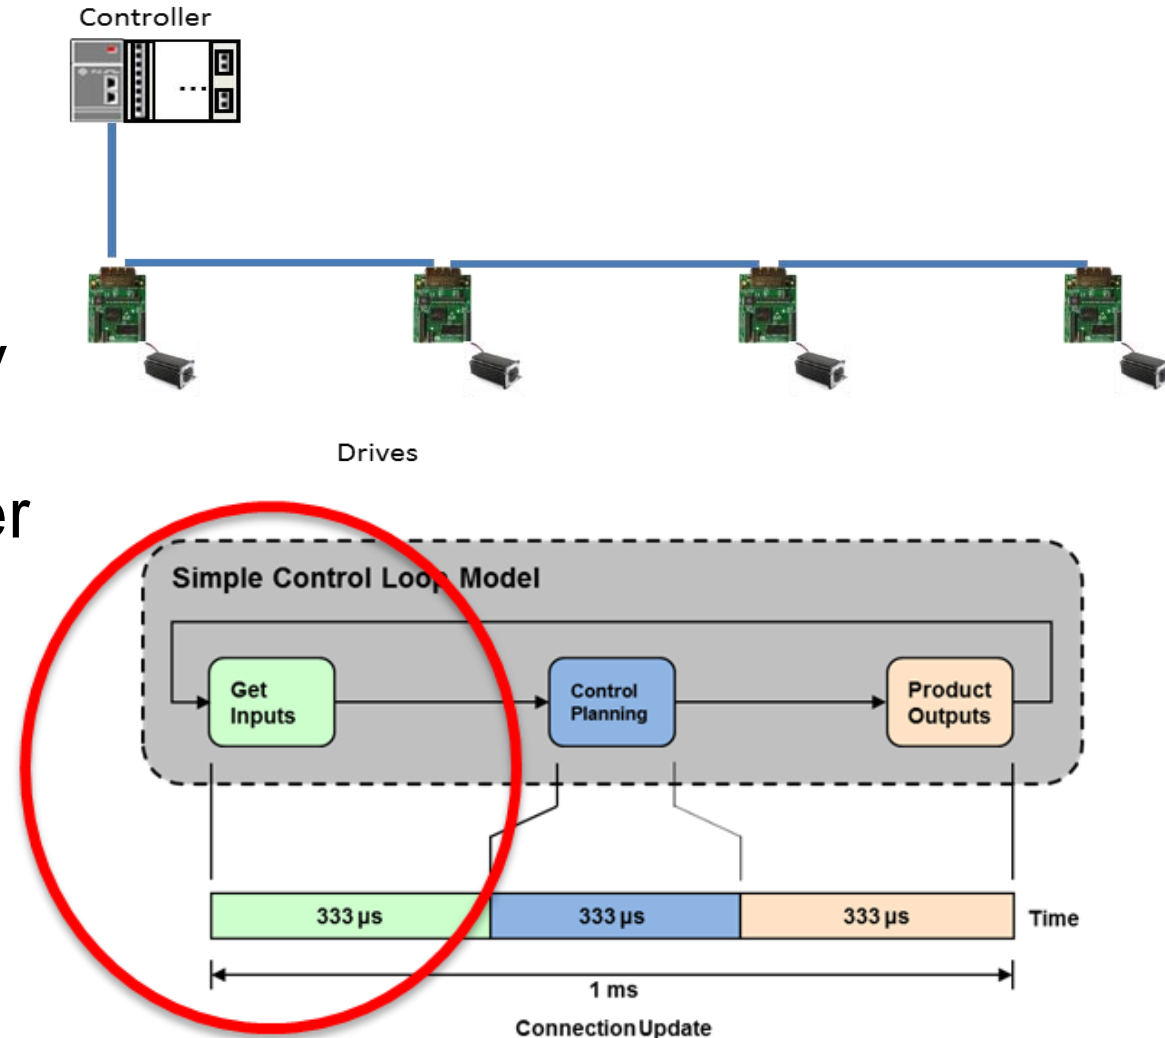 Controller
...
y
Drives
er
Simple Control Loop Model
Get
Inputs
Control
Planning
Product
Outputs
333 µs
333 µs
333 µs
Time
1 ms
Connection Update